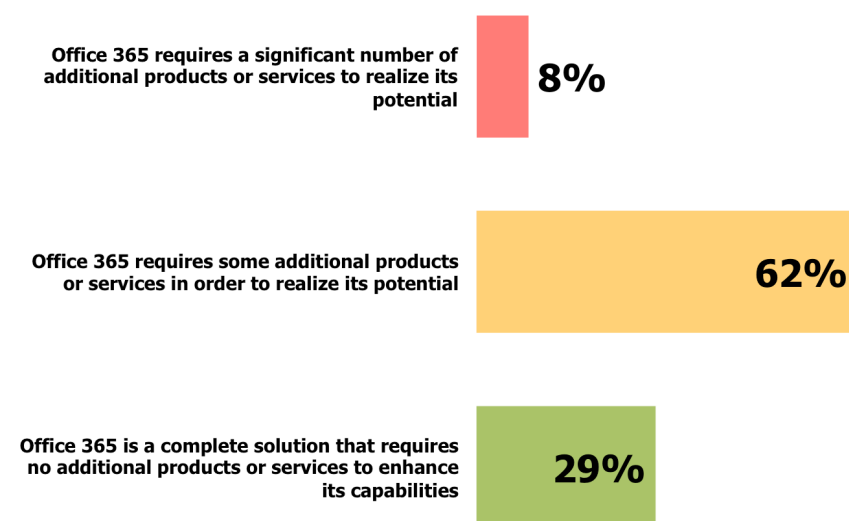 Office 365 requires a significant number of
additional products or services to realize its
potential
8%
Office 365 requires some additional products
or services in order to realize its potential
62%
Office 365 is a complete solution that requires
no additional products or services to enhance
its capabilities
29%